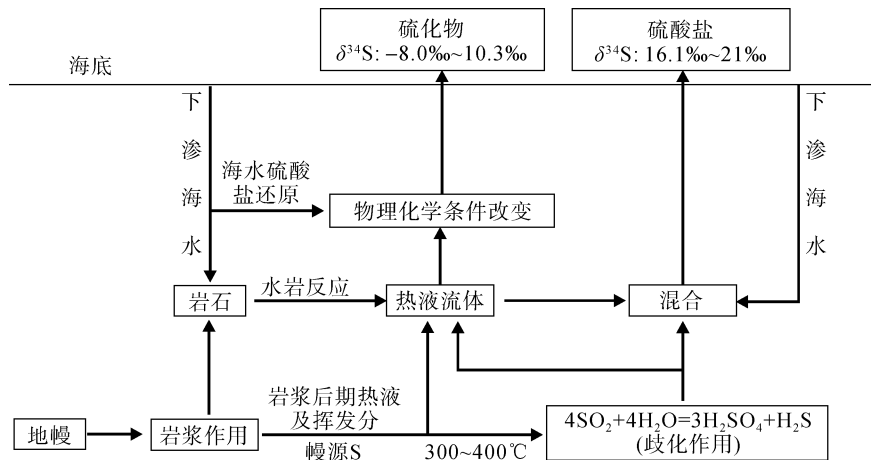 硫化物
δ³⁴S: −8.0‰~10.3‰
硫酸盐
δ³⁴S: 16.1‰~21‰
海底
下渗海水
海水硫酸
盐还原
物理化学条件改变
下渗海水
岩石
水岩反应
热液流体
混合
岩浆后期热液
及挥发分
地幔
岩浆作用
幔源S
300~400℃
4SO₂+4H₂O=3H₂SO₄+H₂S
(歧化作用)